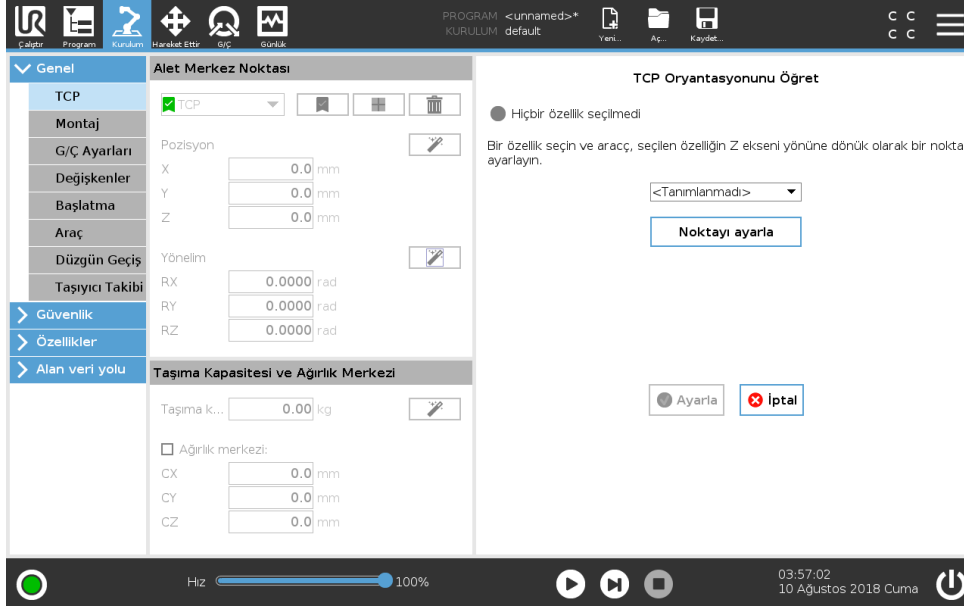 PROGRAM <unnamed>*
KURULUM default
C C
C C
Çalıştır Program Kurulum Hareket Ettir G/Ç Günlük Yeni... Aç... Kaydet...
Genel
TCP
Montaj
G/Ç Ayarları
Değişkenler
Başlatma
Araç
Düzgün Geçiş
Taşıyıcı Takibi
Güvenlik
Özellikler
Alan veri yolu
Alet Merkez Noktası
TCP
Pozisyon
X 0.0 mm
Y 0.0 mm
Z 0.0 mm
Yönelim
RX 0.0000 rad
RY 0.0000 rad
RZ 0.0000 rad
Taşıma Kapasitesi ve Ağırlık Merkezi
Taşıma k... 0.00 kg
Ağırlık merkezi:
CX 0.0 mm
CY 0.0 mm
CZ 0.0 mm
TCP Oryantasyonunu Öğret
Hiçbir özellik seçilmedi
Bir özellik seçin ve aracç, seçilen özelliğin Z ekseni yönüne dönük olarak bir nokta
ayarlayın.
<Tanımlanmadı>
Noktayı ayarla
Ayarla İptal
Hız 100%
03:57:02
10 Ağustos 2018 Cuma